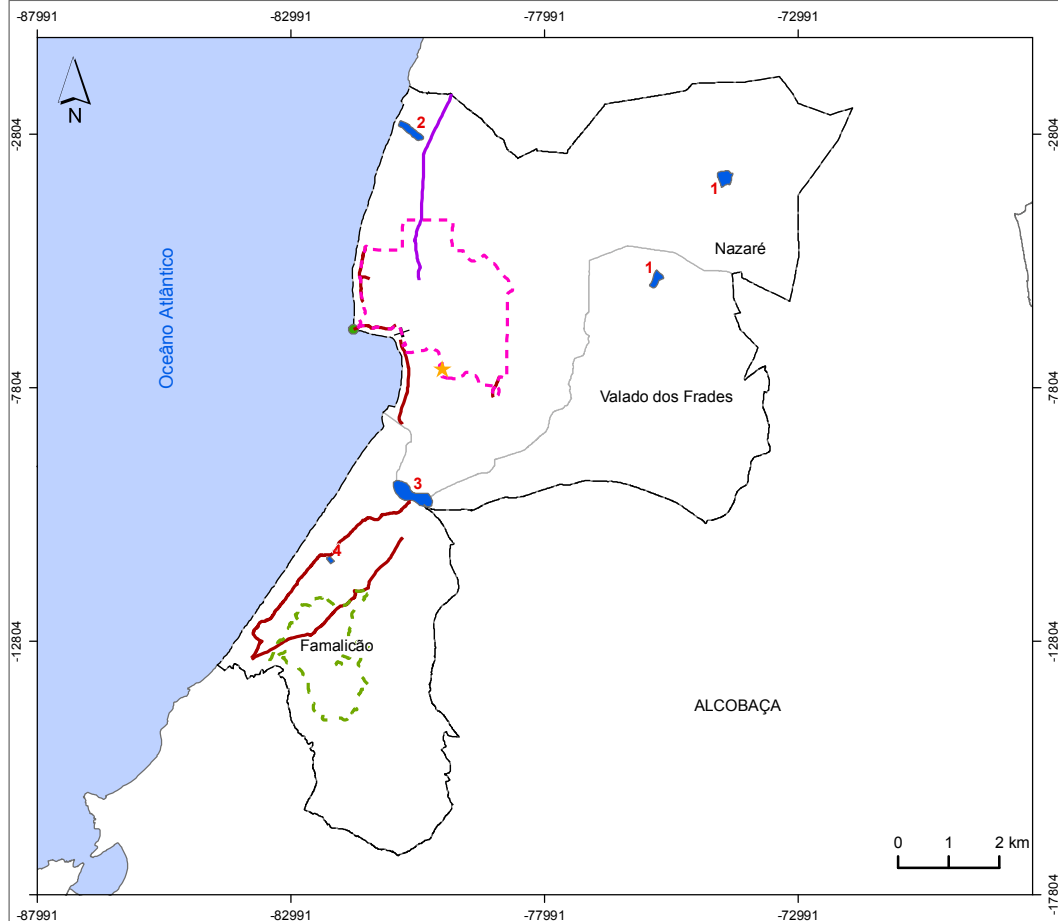 -87991
-82991
-77991
-72991
N
2
-2804
-2804
1
Nazaré
1
Oceâno Atlântico
-7804
-7804
Valado dos Frades
3
4
-12804
-12804
Famalicão
ALCOBAÇA
0 1 2 km
-17804
-87991
-82991
-77991
-72991